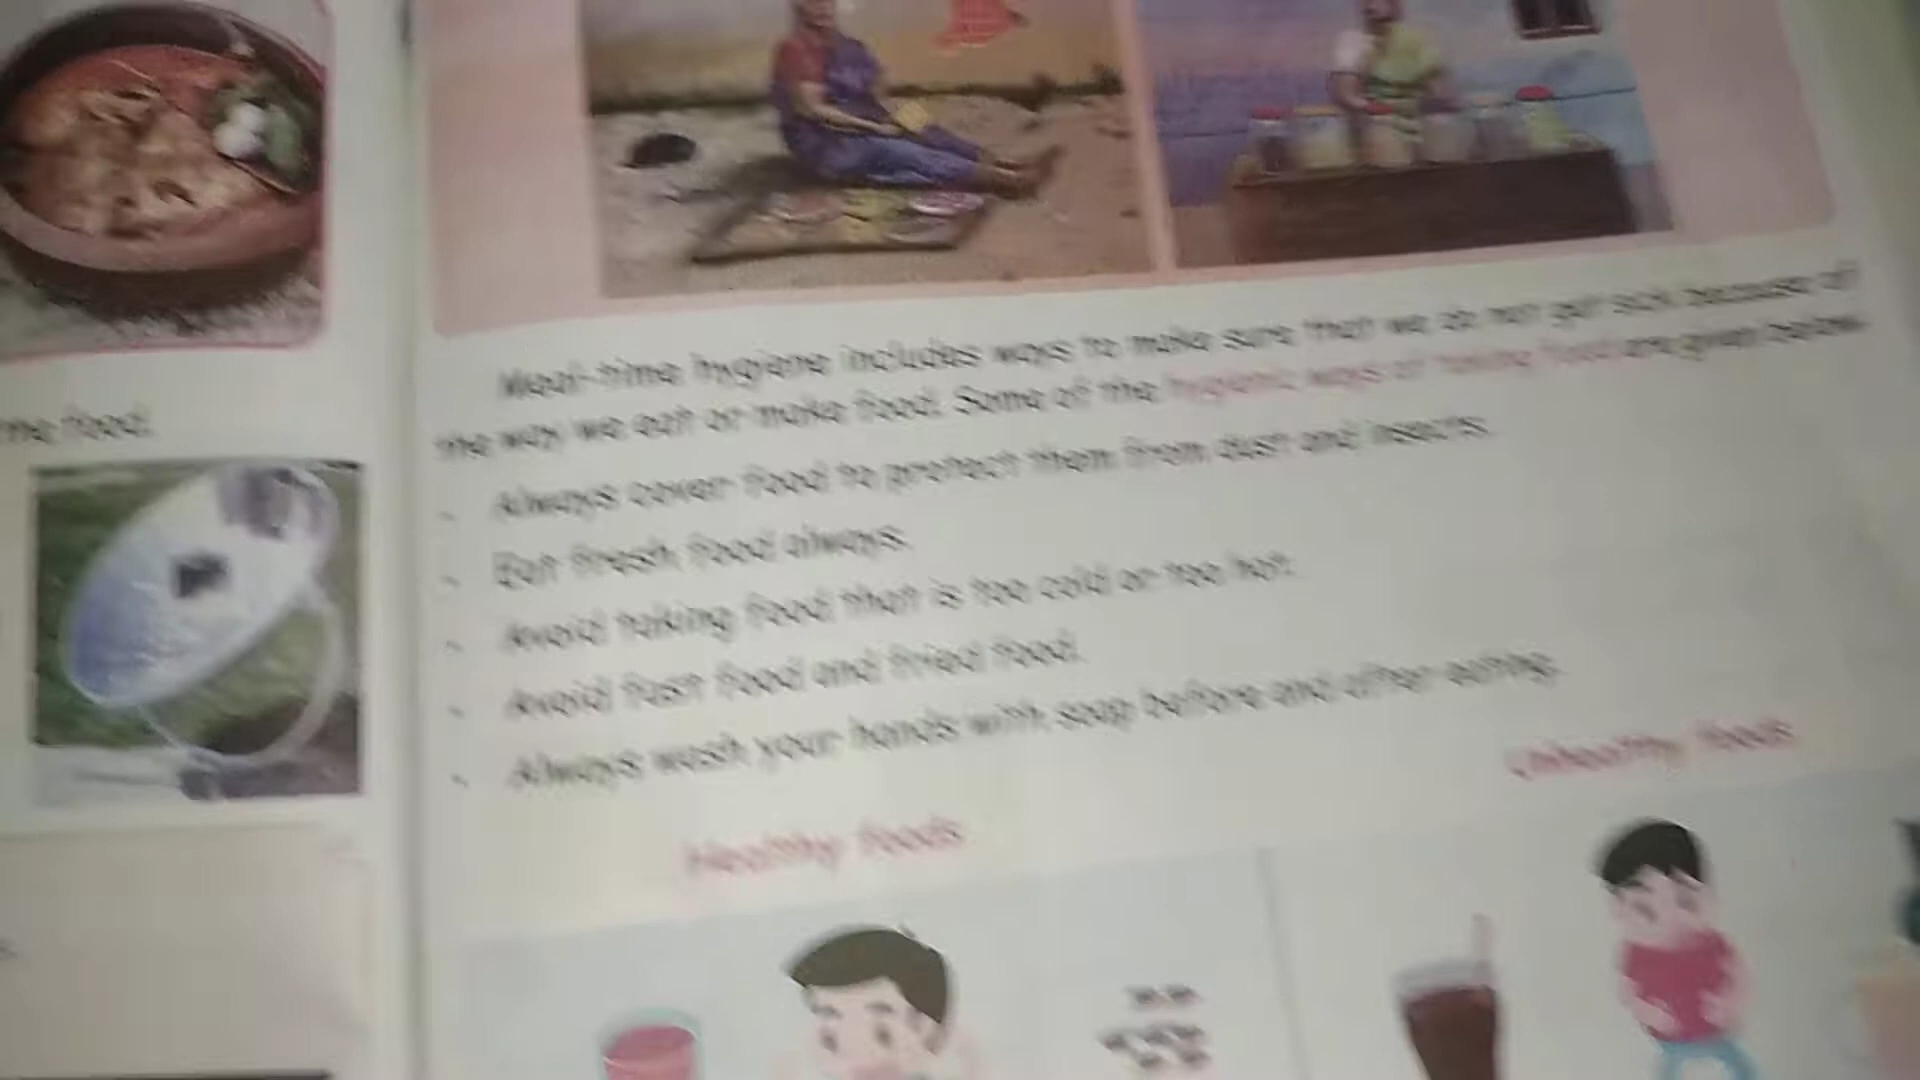 the food.
Meal-time hygiene includes ways to make sure that we do not get sick because of
the way we eat or make food. Some of the hygienic ways of taking food are given below.
Always cover food to protect them from dust and insects.
Eat fresh food always.
Avoid taking food that is too cold or too hot.
Avoid fast food and fried food.
Always wash your hands with soap before and after eating.
Healthy foods
Unhealthy foods